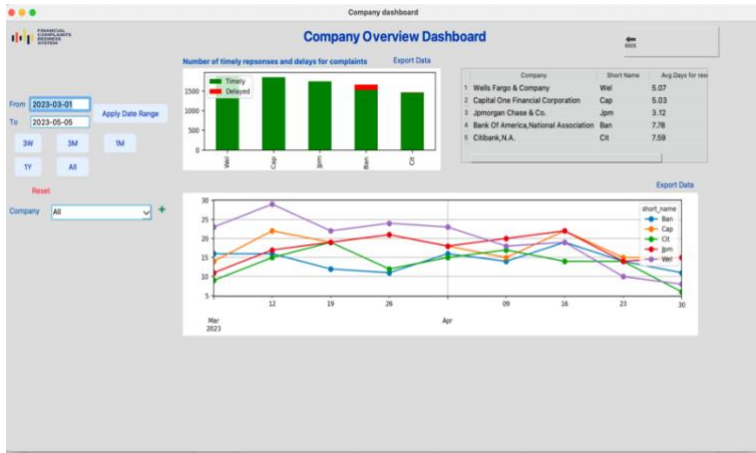 Company dashboard
FINANCIAL
COMPLAINTS
REDRESS
SYSTEM
Company Overview Dashboard
BACK
Number of timely repsonses and delays for complaints
Export Data
Timely
Delayed
1500
1000
500
0
Wel
Cap
Jpm
Ban
Cit
Company Short Name Avg.Days for res
1 Wells Fargo & Company Wel 5.07
2 Capital One Financial Corporation Cap 5.03
3 Jpmorgan Chase & Co. Jpm 3.12
4 Bank Of America,National Association Ban 7.78
5 Citibank,N.A. Cit 7.59
From 2023-03-01
To 2023-05-05
Apply Date Range
3W 3M 1M
1Y All
Reset
Company All +
Export Data
30
25
20
15
10
5
short_name
Ban
Cap
Cit
Jpm
Wel
12 19 26 09 16 23 30
Mar Apr
2023